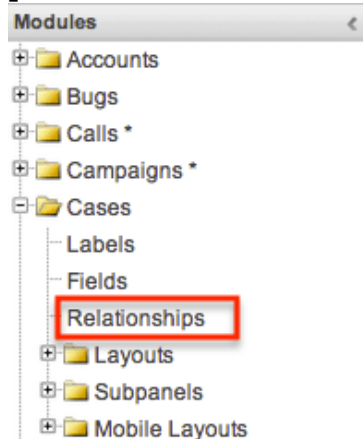 Modules
Accounts
Bugs
Calls *
Campaigns *
Cases
Labels
Fields
Relationships
Layouts
Subpanels
Mobile Layouts